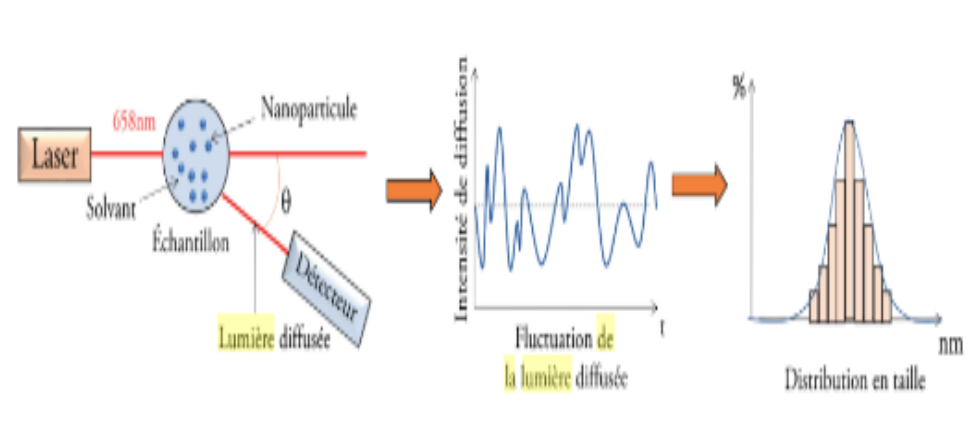 658nm
Laser
Nanoparticule
Solvant
θ
Échantillon
Détecteur
Lumière diffusée
Intensité de diffusion
t
Fluctuation de
la lumière diffusée
%
nm
Distribution en taille